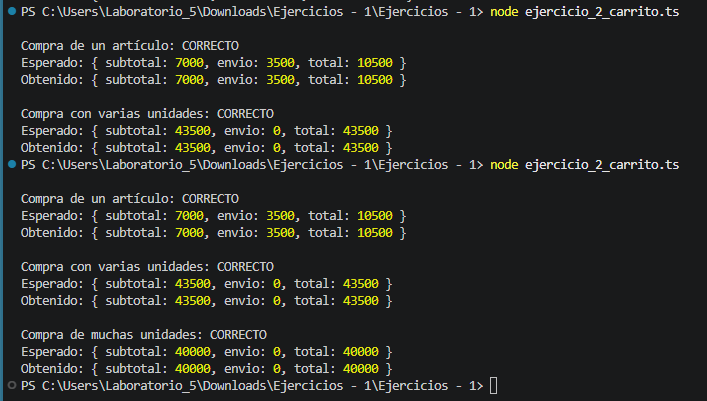 PS C:\Users\Laboratorio_5\Downloads\Ejercicios - 1\Ejercicios - 1> node ejercicio_2_carrito.ts
Compra de un artículo: CORRECTO
Esperado: { subtotal: 7000, envio: 3500, total: 10500 }
Obtenido: { subtotal: 7000, envio: 3500, total: 10500 }
Compra con varias unidades: CORRECTO
Esperado: { subtotal: 43500, envio: 0, total: 43500 }
Obtenido: { subtotal: 43500, envio: 0, total: 43500 }
PS C:\Users\Laboratorio_5\Downloads\Ejercicios - 1\Ejercicios - 1> node ejercicio_2_carrito.ts
Compra de un artículo: CORRECTO
Esperado: { subtotal: 7000, envio: 3500, total: 10500 }
Obtenido: { subtotal: 7000, envio: 3500, total: 10500 }
Compra con varias unidades: CORRECTO
Esperado: { subtotal: 43500, envio: 0, total: 43500 }
Obtenido: { subtotal: 43500, envio: 0, total: 43500 }
Compra de muchas unidades: CORRECTO
Esperado: { subtotal: 40000, envio: 0, total: 40000 }
Obtenido: { subtotal: 40000, envio: 0, total: 40000 }
PS C:\Users\Laboratorio_5\Downloads\Ejercicios - 1\Ejercicios - 1>